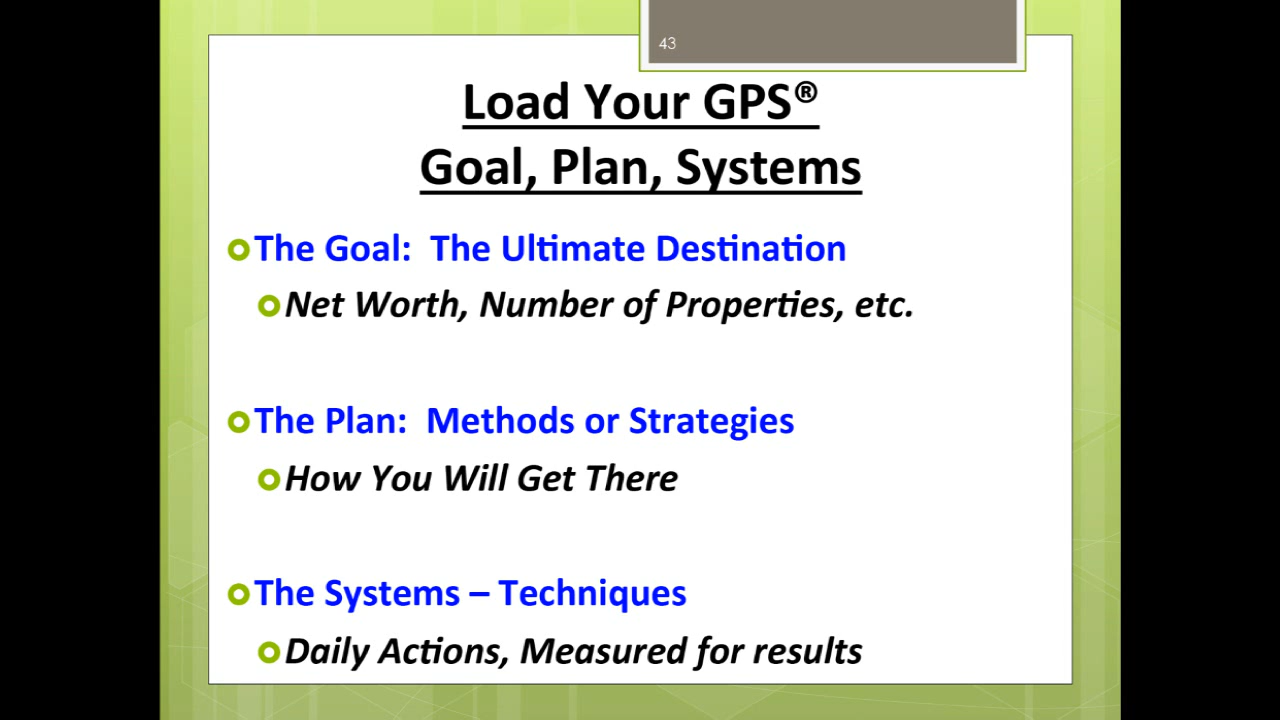 43
Load Your GPS®
Goal, Plan, Systems
The Goal:  The Ultimate Destination
Net Worth, Number of Properties, etc.
The Plan:  Methods or Strategies
How You Will Get There
The Systems – Techniques
Daily Actions, Measured for results